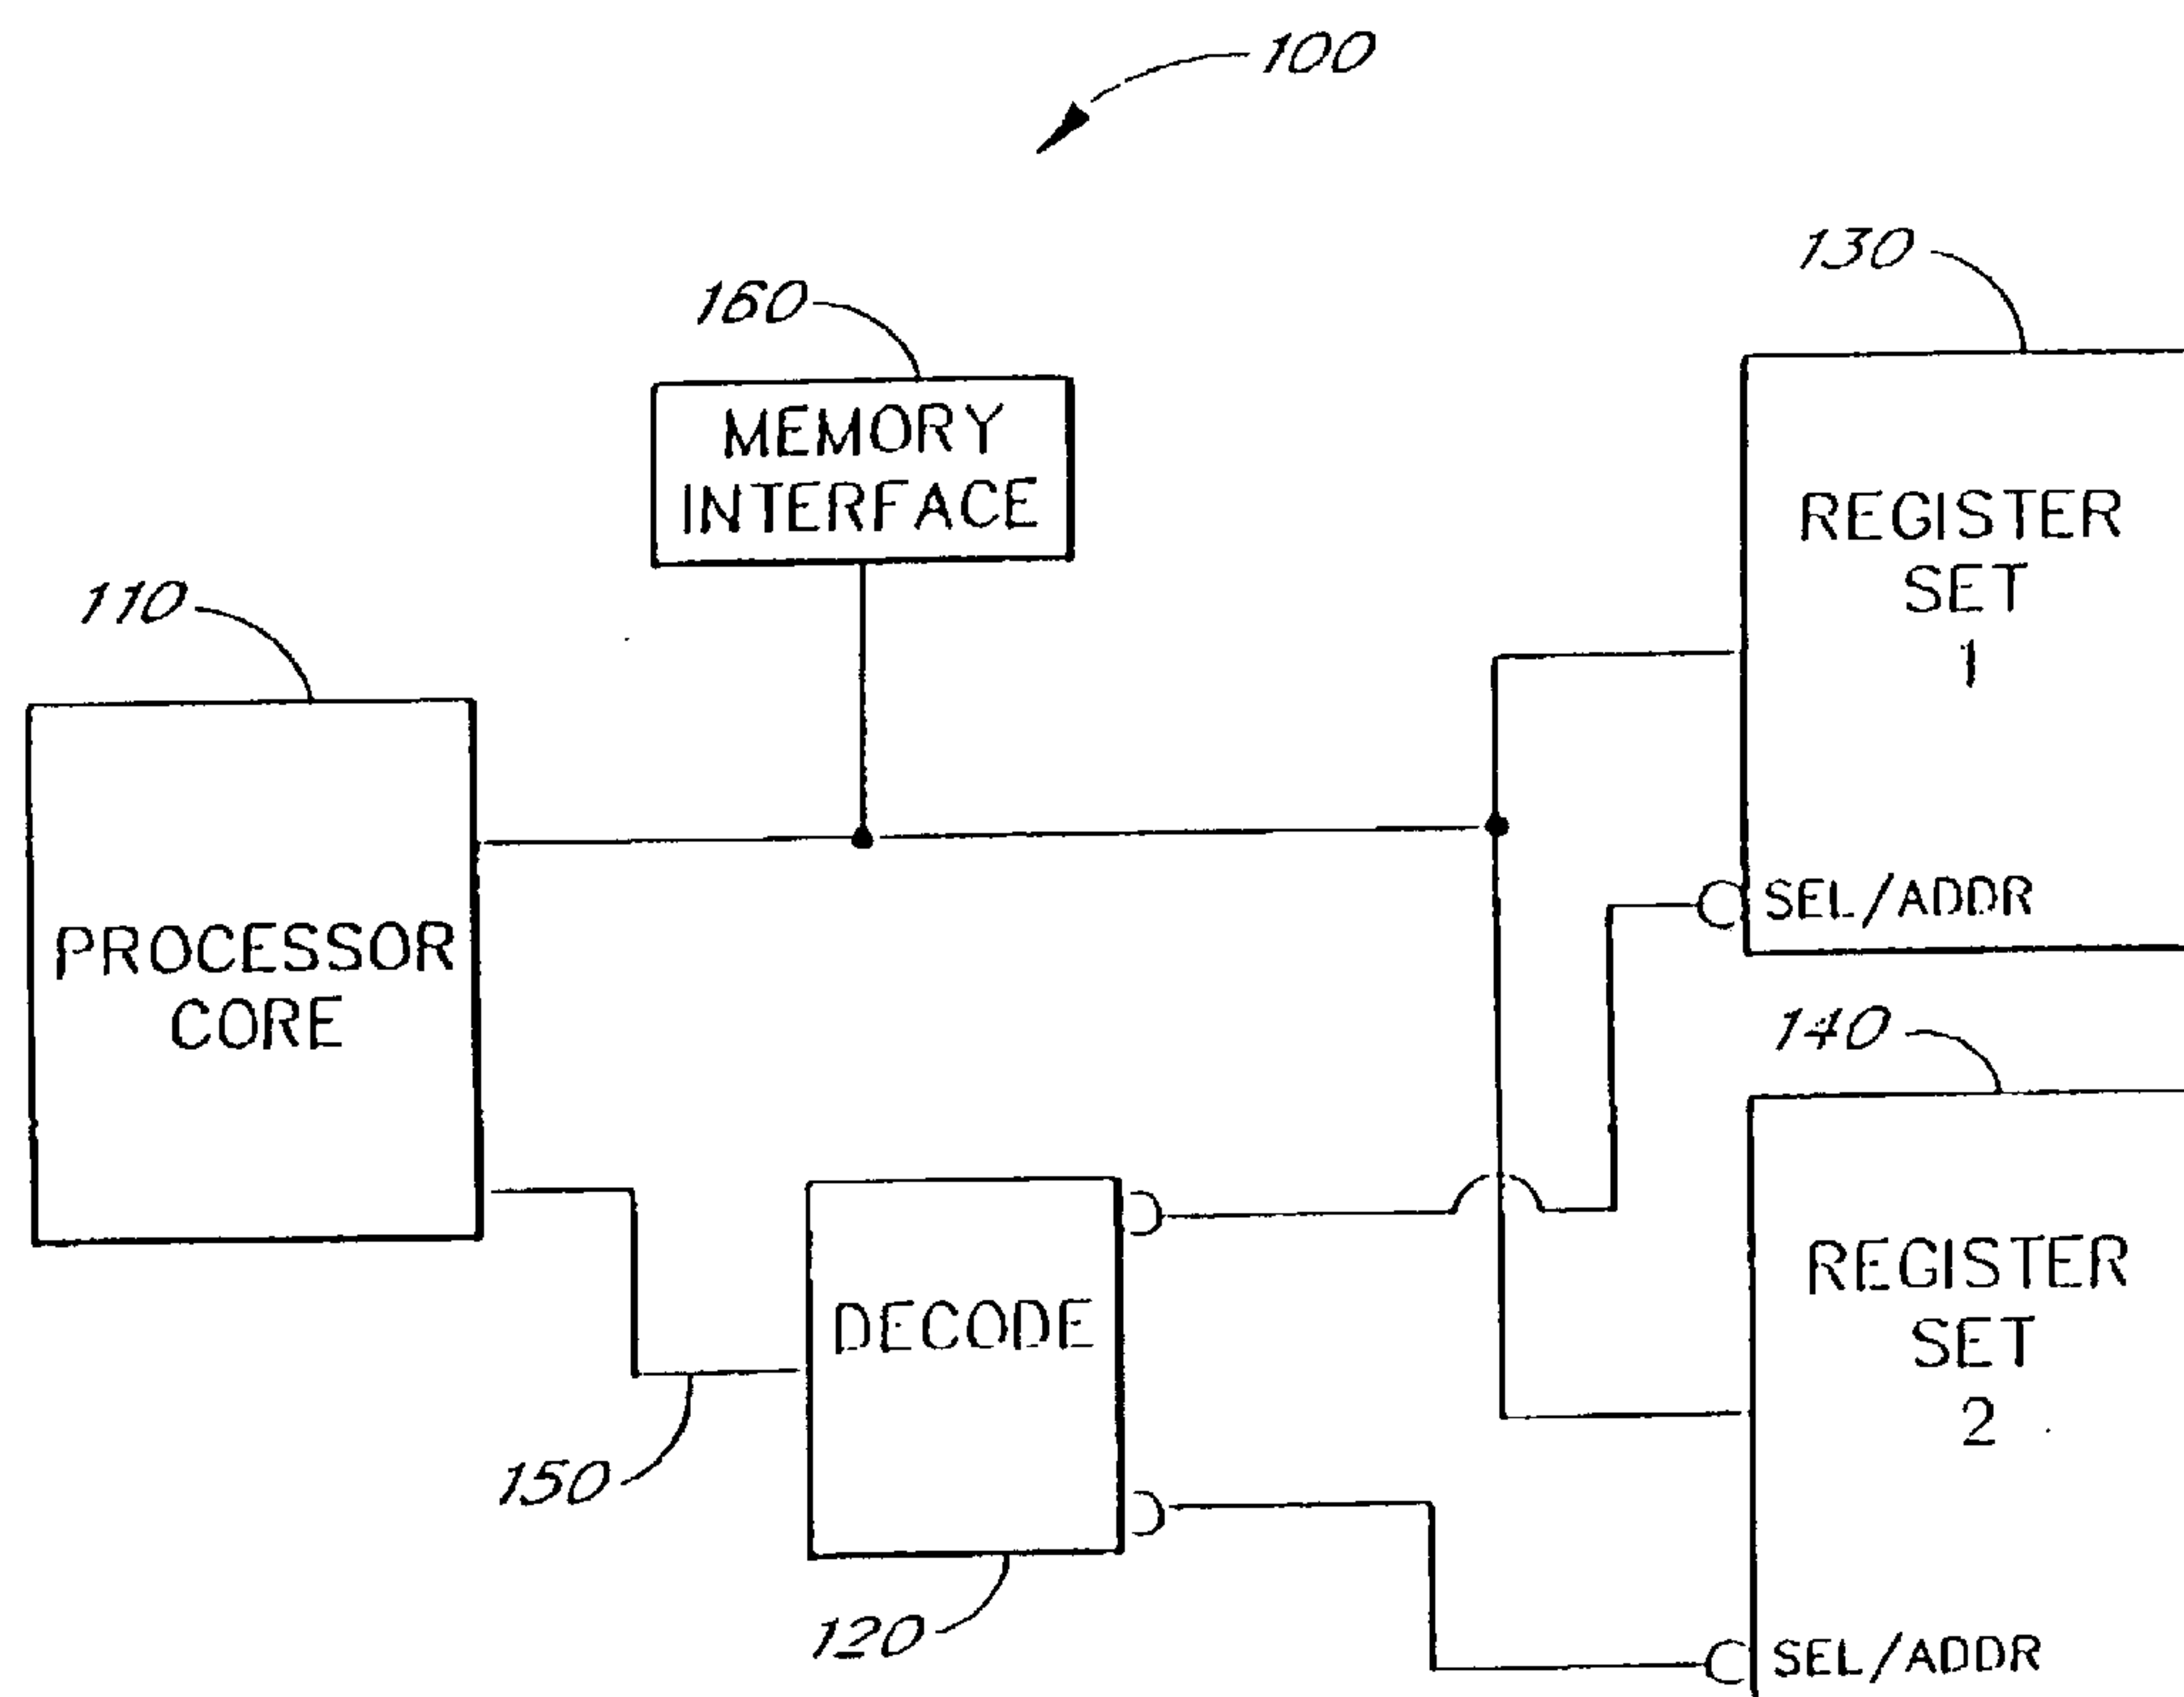 100
130
160
MEMORY
INTERFACE
REGISTER
SET
1
110
PROCESSOR
CORE
SEL/ADDR
140
DECODE
REGISTER
SET
2
150
120
SEL/ADDR